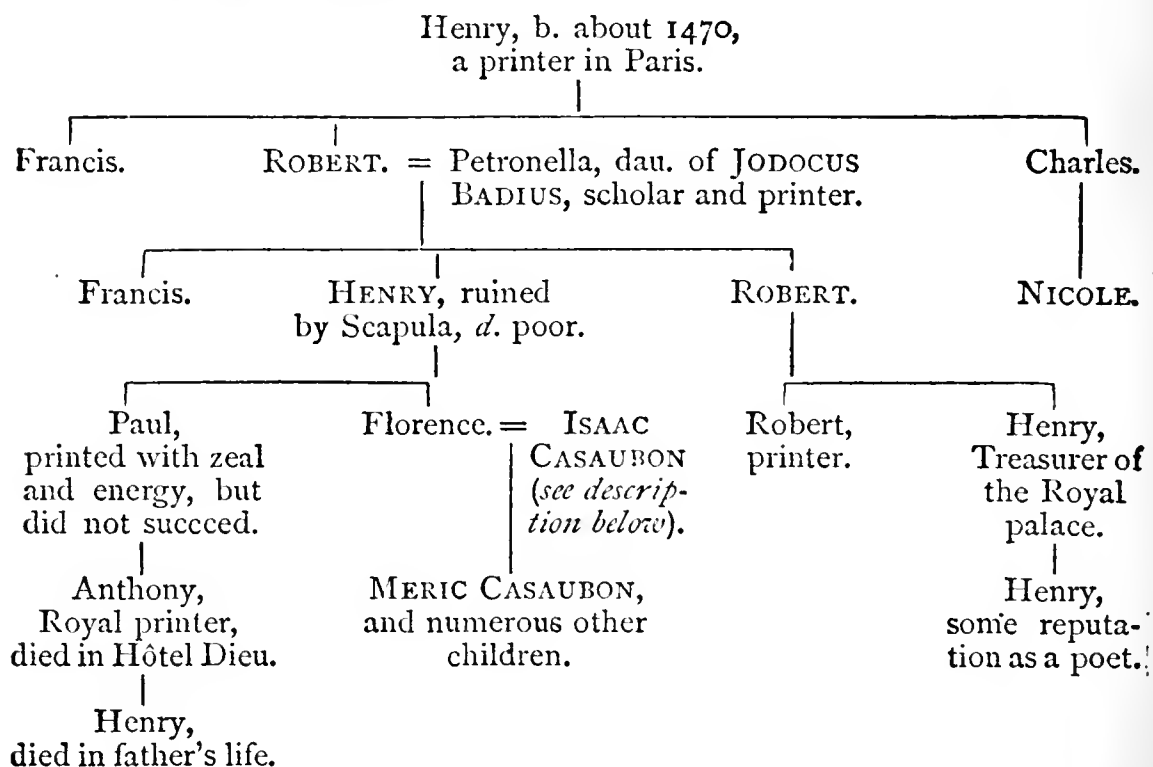 Henry, b. about 1470,
a printer in Paris.
Francis.
ROBERT. = Petronella, dau. of JODOCUS
BADIUS, scholar and printer.
Charles.
Francis.
HENRY, ruined
by Scapula, d. poor.
ROBERT.
NICOLE.
Paul,
printed with zeal
and energy, but
did not succeed.
Florence. = ISAAC
CASAUBON
(see descrip-
tion below).
Robert,
printer.
Henry,
Treasurer of
the Royal
palace.
Anthony,
Royal printer,
died in Hôtel Dieu.
MERIC CASAUBON,
and numerous other
children.
Henry,
some reputa-
tion as a poet.
Henry,
died in father's life.